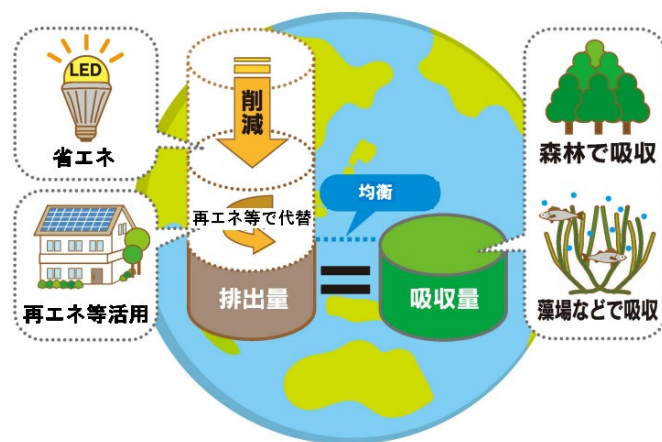 LED
省エネ
再エネ等活用
削減
再エネ等で代替
排出量
均衡
=
吸収量
森林で吸収
藻場などで吸収